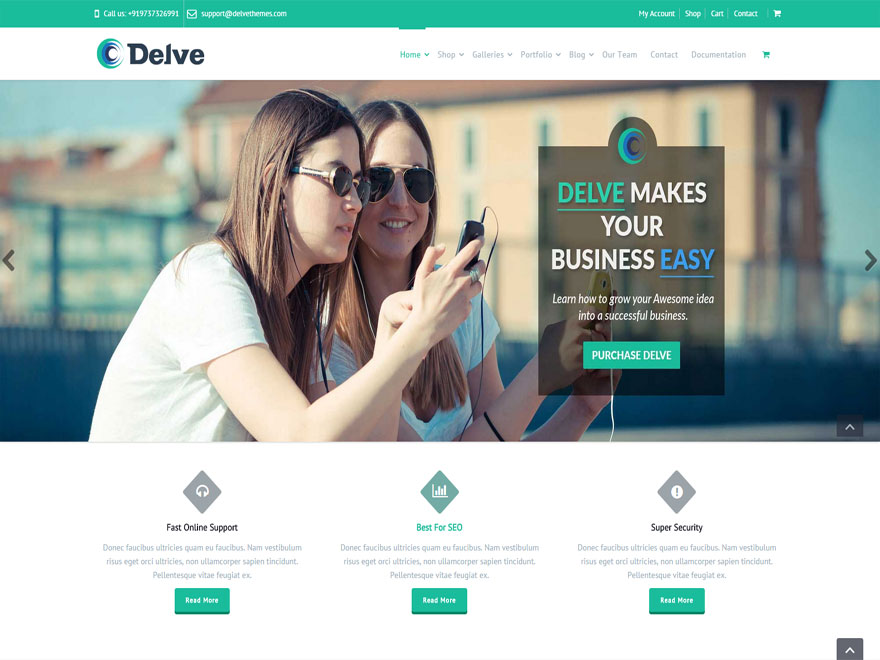 Call us: +919737326991 support@delvethemes.com My Account Shop Cart Contact
Delve Home Shop Galleries Portfolio Blog Our Team Contact Documentation
DELVE MAKES
YOUR
BUSINESS EASY
Learn how to grow your Awesome idea
into a successful business.
PURCHASE DELVE
Fast Online Support
Donec faucibus ultricies quam eu faucibus. Nam vestibulum
risus eget orci ultricies, non ullamcorper sapien tincidunt.
Pellentesque vitae feugiat ex.
Read More
Best For SEO
Donec faucibus ultricies quam eu faucibus. Nam vestibulum
risus eget orci ultricies, non ullamcorper sapien tincidunt.
Pellentesque vitae feugiat ex.
Read More
Super Security
Donec faucibus ultricies quam eu faucibus. Nam vestibulum
risus eget orci ultricies, non ullamcorper sapien tincidunt.
Pellentesque vitae feugiat ex.
Read More